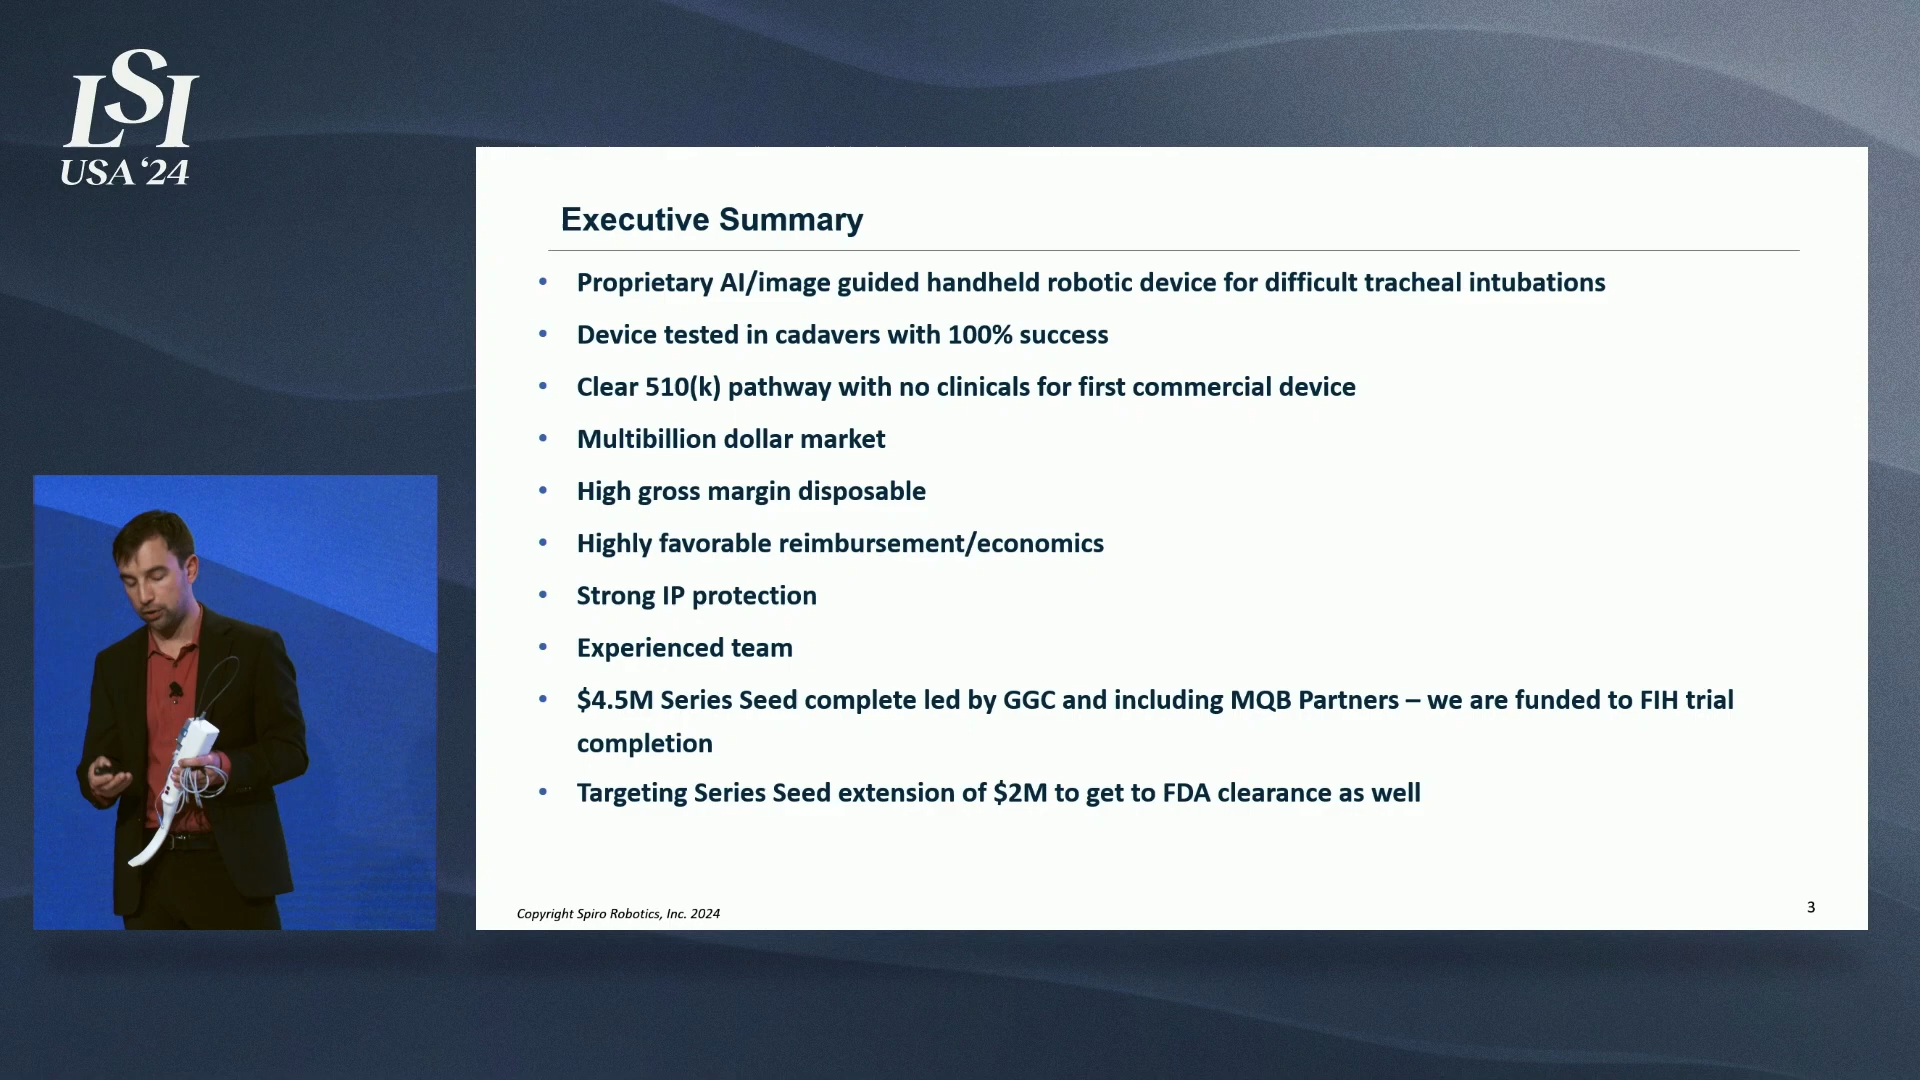 LSI
USA ‘24
Executive Summary
• Proprietary AI/image guided handheld robotic device for difficult tracheal intubations
• Device tested in cadavers with 100% success
• Clear 510(k) pathway with no clinicals for first commercial device
• Multibillion dollar market
• High gross margin disposable
• Highly favorable reimbursement/economics
• Strong IP protection
• Experienced team
• $4.5M Series Seed complete led by GGC and including MQB Partners – we are funded to FIH trial
completion
• Targeting Series Seed extension of $2M to get to FDA clearance as well
Copyright Spiro Robotics, Inc. 2024
3